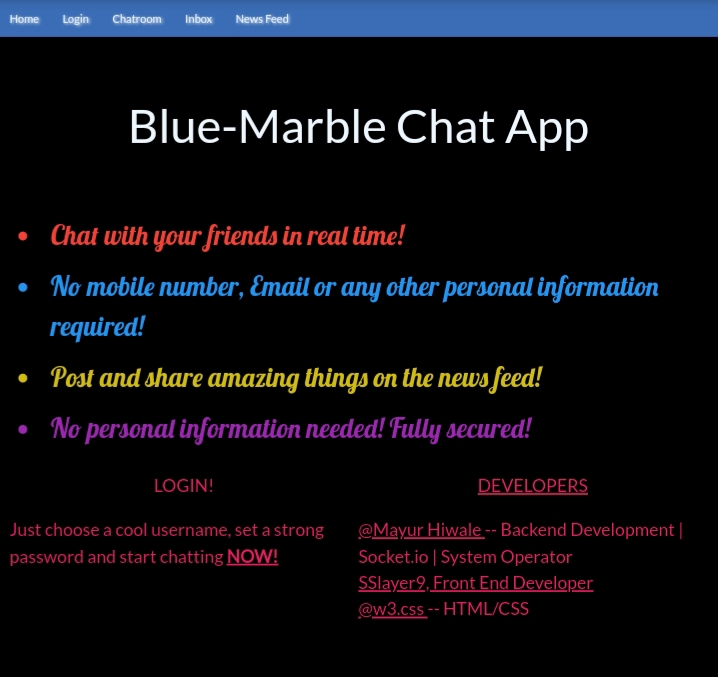 Home Login Chatroom Inbox News Feed
Blue-Marble Chat App
• Chat with your friends in real time!
• No mobile number, Email or any other personal information
required!
• Post and share amazing things on the news feed!
• No personal information needed! Fully secured!
LOGIN!
Just choose a cool username, set a strong
password and start chatting NOW!
DEVELOPERS
@Mayur Hiwale -- Backend Development |
Socket.io | System Operator
SSlayer9, Front End Developer
@w3.css -- HTML/CSS